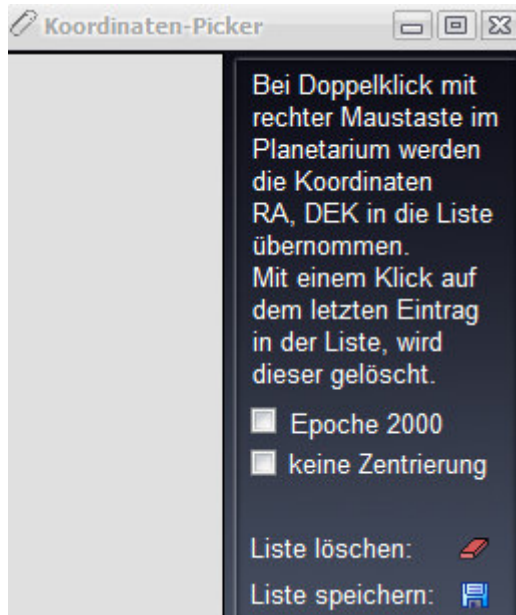 Koordinaten-Picker
Bei Doppelklick mit
rechter Maustaste im
Planetarium werden
die Koordinaten
RA, DEK in die Liste
übernommen.
Mit einem Klick auf
dem letzten Eintrag
in der Liste, wird
dieser gelöscht.
Epoche 2000
keine Zentrierung
Liste löschen:
Liste speichern: